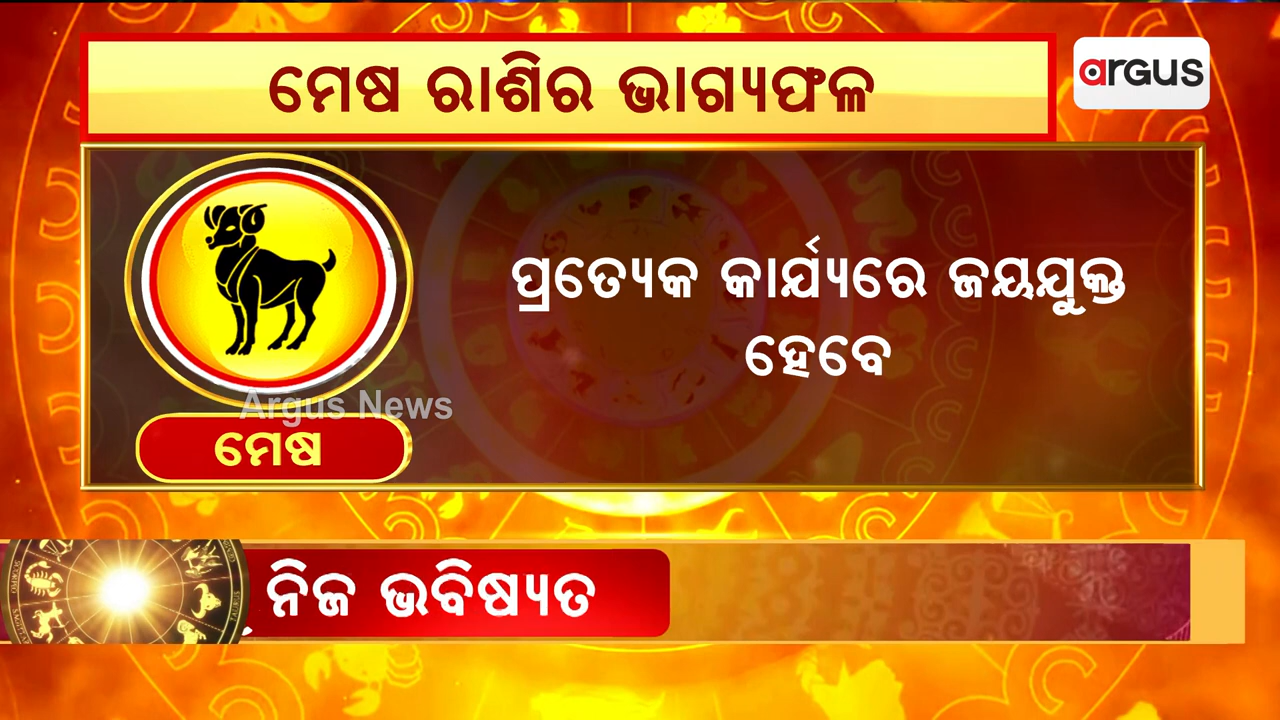 ମେଷ ରାଶିର ଭାଗ୍ୟଫଳ
argus
ପ୍ରତ୍ୟେକ କାର୍ଯ୍ୟରେ ଜୟଯୁକ୍ତ
ହେବେ
Argus News
ମେଷ
ନିଜ ଭବିଷ୍ୟତ